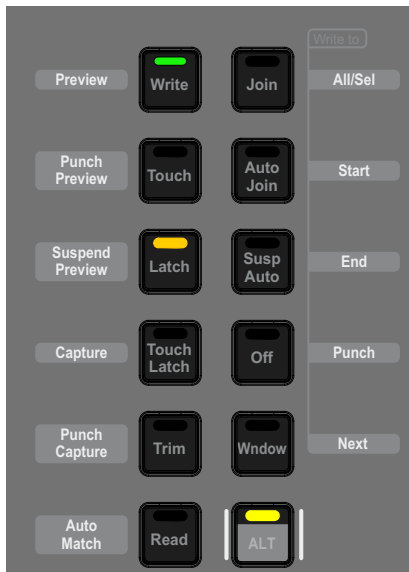 Write to
Preview
Write
Join
All/Sel
Punch
Preview
Touch
Auto
Join
Start
Suspend
Preview
Latch
Susp
Auto
End
Capture
Touch
Latch
Off
Punch
Punch
Capture
Trim
Wndow
Next
Auto
Match
Read
ALT